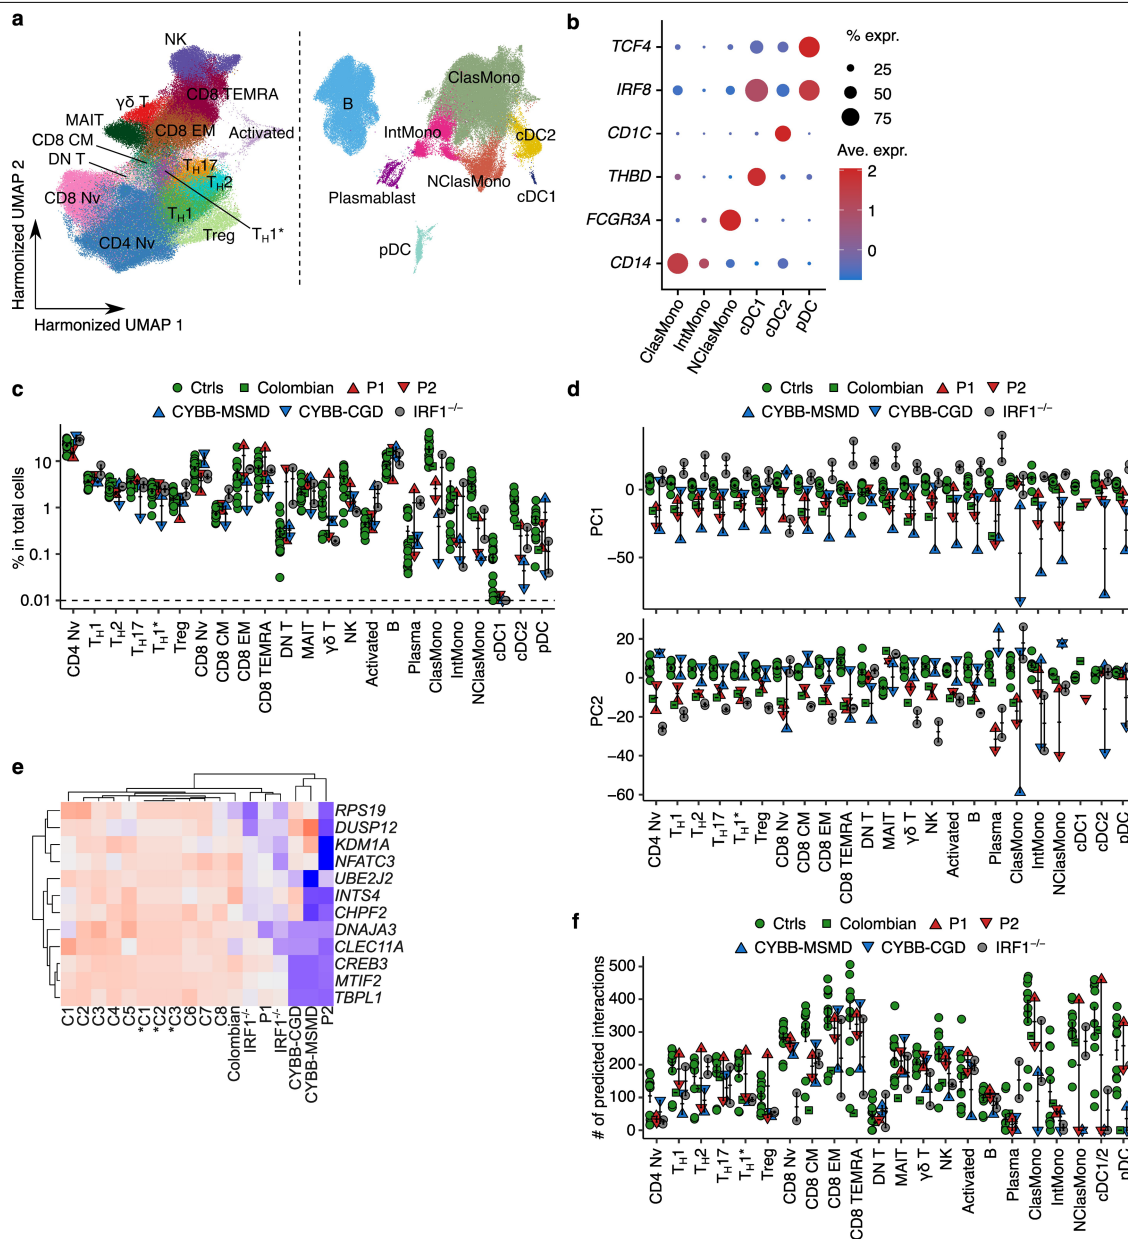 a
NK
CD8 TEMRA
γδ T
MAIT
CD8 EM
CD8 CM
DN T
Activated
TH17
TH2
CD8 Nv
TH1
CD4 Nv
Treg
TH1*
B
ClasMono
IntMono
cDC2
NClasMono
Plasmablast
cDC1
pDC
Harmonized UMAP 2
Harmonized UMAP 1
b
TCF4
IRF8
CD1C
THBD
FCGR3A
CD14
ClasMono
IntMono
NClasMono
cDC1
cDC2
pDC
% expr.
25
50
75
Ave. expr.
2
1
0
c
Ctrls Colombian P1 P2
CYBB-MSMD CYBB-CGD IRF1−/−
% in total cells
10
1
0.1
0.01
CD4 Nv
TH1
TH2
TH17
TH1*
Treg
CD8 Nv
CD8 CM
CD8 EM
CD8 TEMRA
DN T
MAIT
γδ T
NK
Activated
B
Plasma
ClasMono
IntMono
NClasMono
cDC1
cDC2
pDC
d
Ctrls Colombian P1 P2
CYBB-MSMD CYBB-CGD IRF1−/−
PC1
0
−50
PC2
20
0
−20
−40
−60
CD4 Nv
TH1
TH2
TH17
TH1*
Treg
CD8 Nv
CD8 CM
CD8 EM
CD8 TEMRA
DN T
MAIT
γδ T
NK
Activated
B
Plasma
ClasMono
IntMono
NClasMono
cDC1
cDC2
pDC
e
RPS19
DUSP12
KDM1A
NFATC3
UBE2J2
INTS4
CHPF2
DNAJA3
CLEC11A
CREB3
MTIF2
TBPL1
C1
C2
C3
C4
C5
*C1
*C2
*C3
C6
C7
C8
Colombian
IRF1−/−
P1
IRF1−/−
CYBB-CGD
CYBB-MSMD
P2
f
Ctrls Colombian P1 P2
CYBB-MSMD CYBB-CGD IRF1−/−
# of predicted interactions
500
400
300
200
100
0
CD4 Nv
TH1
TH2
TH17
TH1*
Treg
CD8 Nv
CD8 CM
CD8 EM
CD8 TEMRA
DN T
MAIT
γδ T
NK
Activated
B
Plasma
ClasMono
IntMono
NClasMono
cDC1/2
pDC